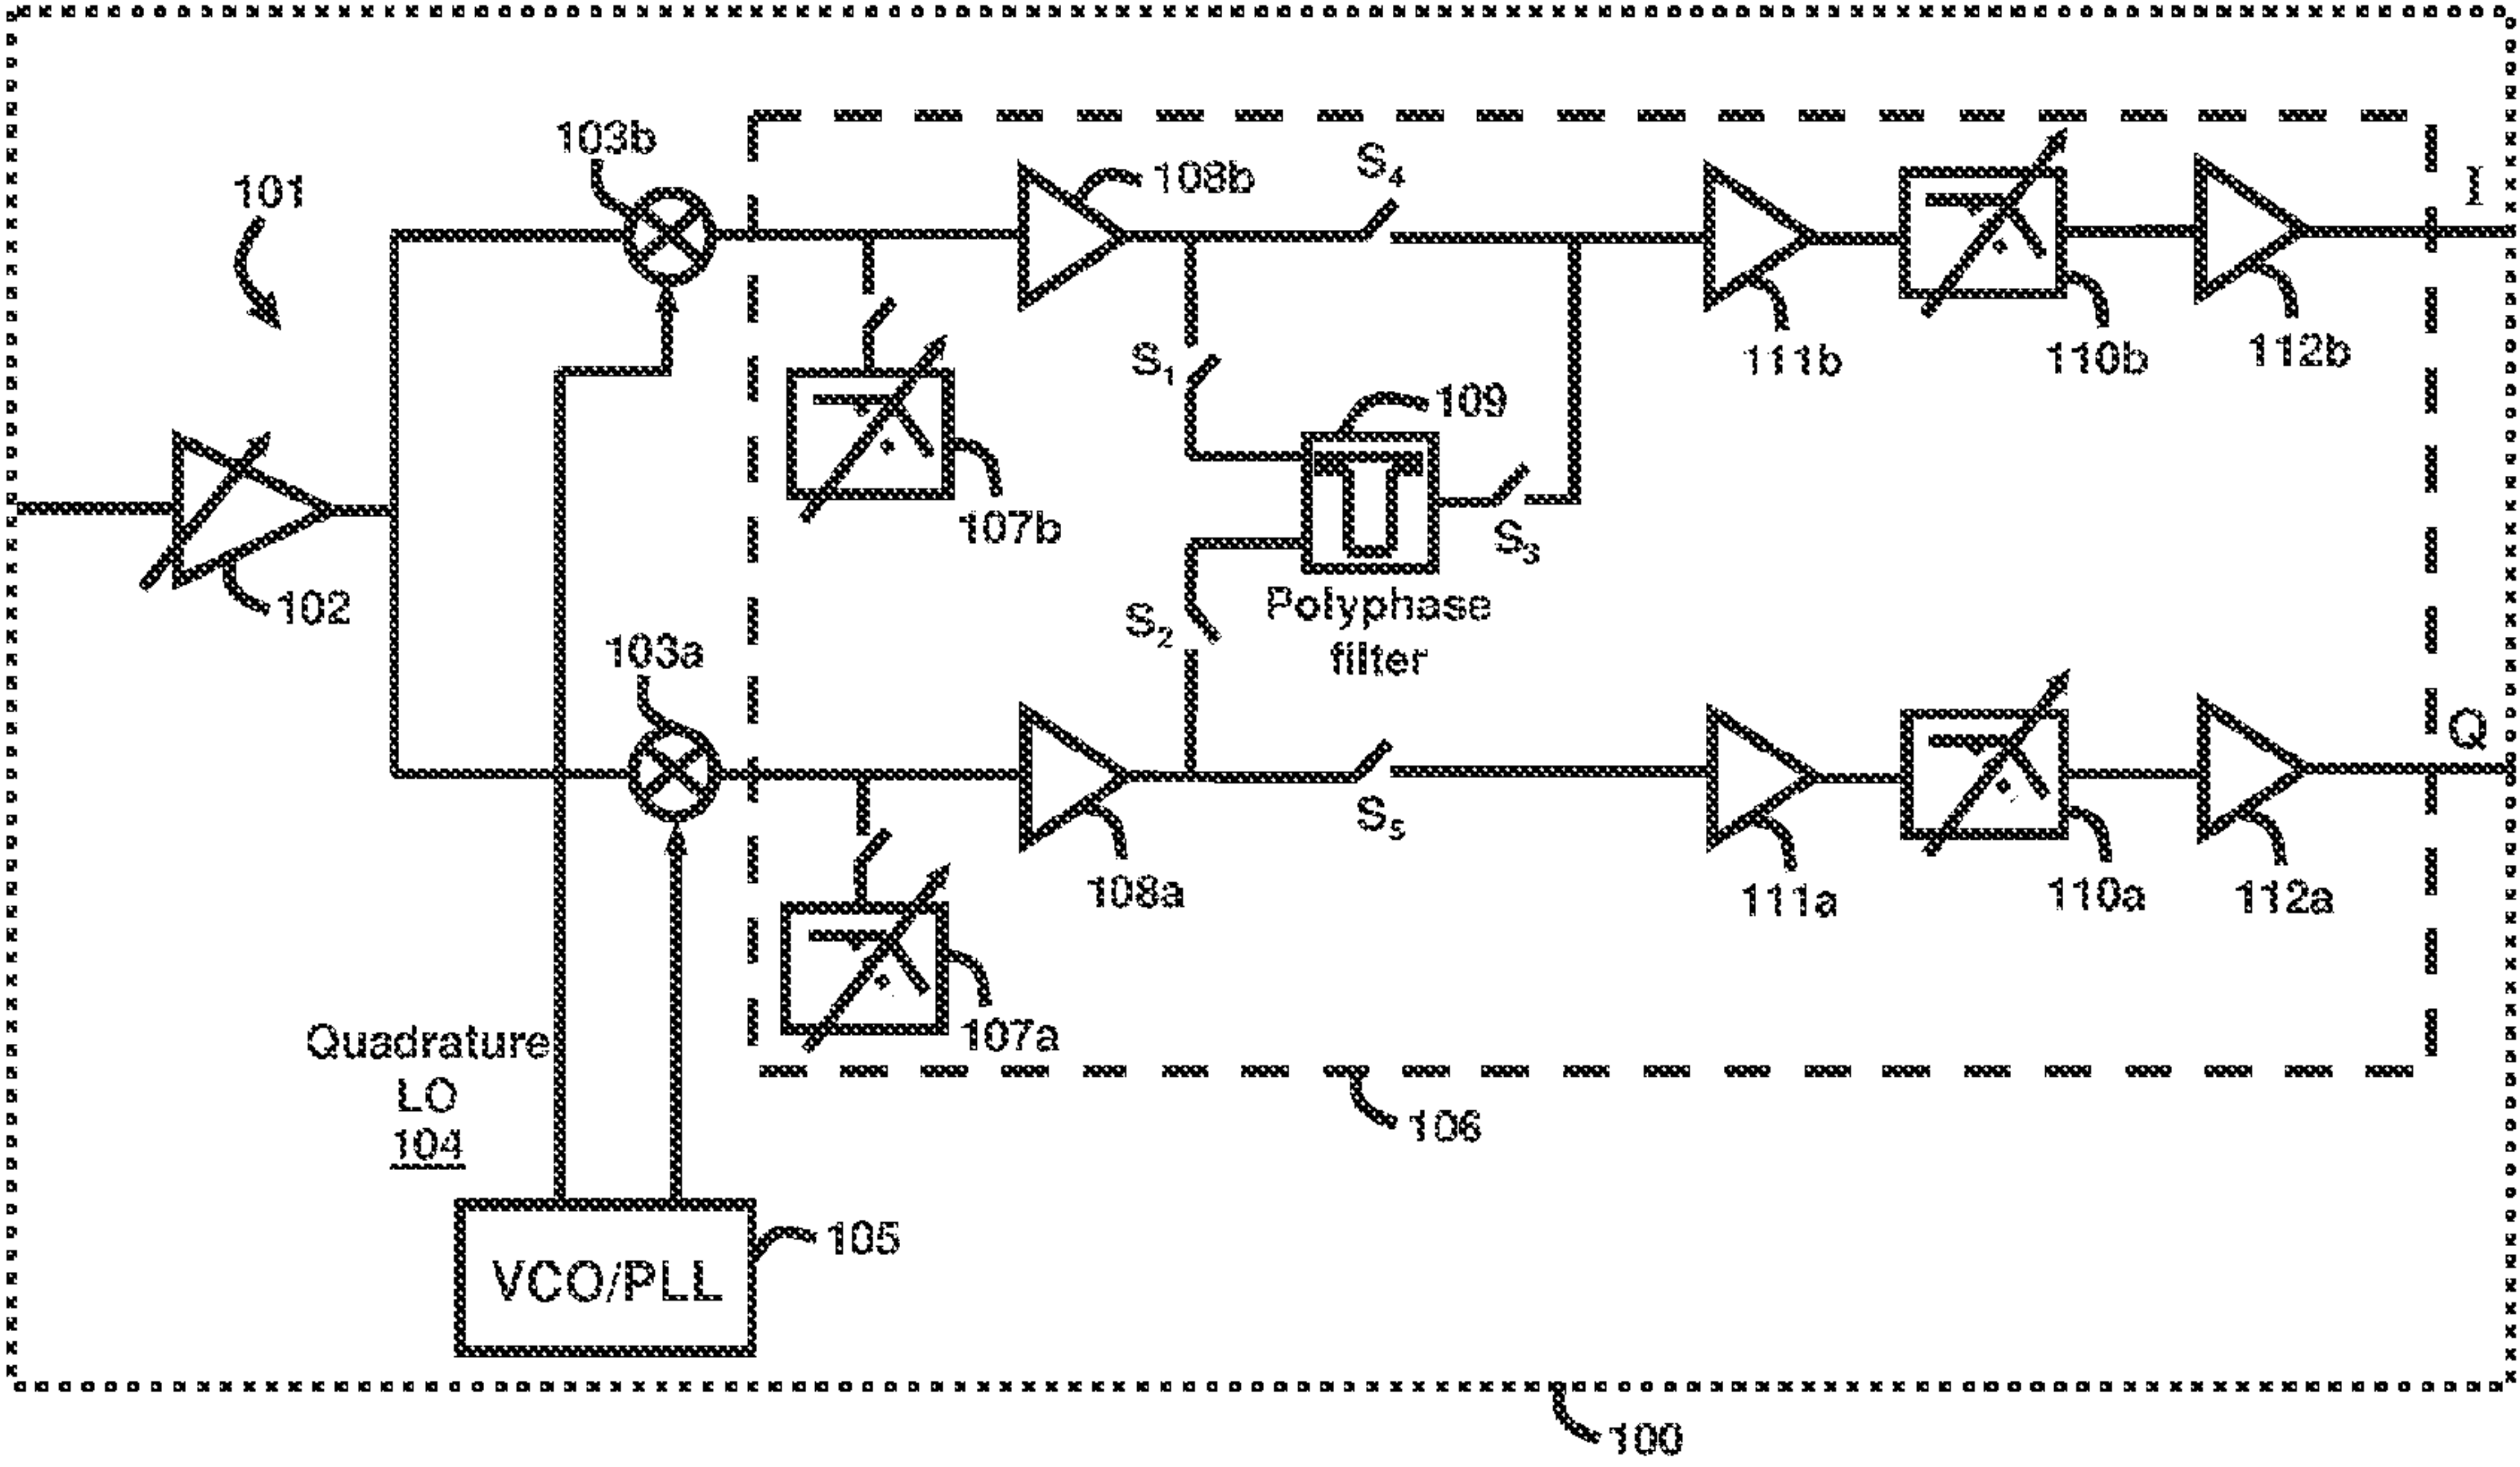 103b
S4
108b
I
101
111b
110b
112b
S1
109
107b
S3
102
Polyphase
filter
S2
103a
Q
S5
108a
111a
110a
112a
107a
Quadrature
LO
104
106
105
VCO/PLL
100